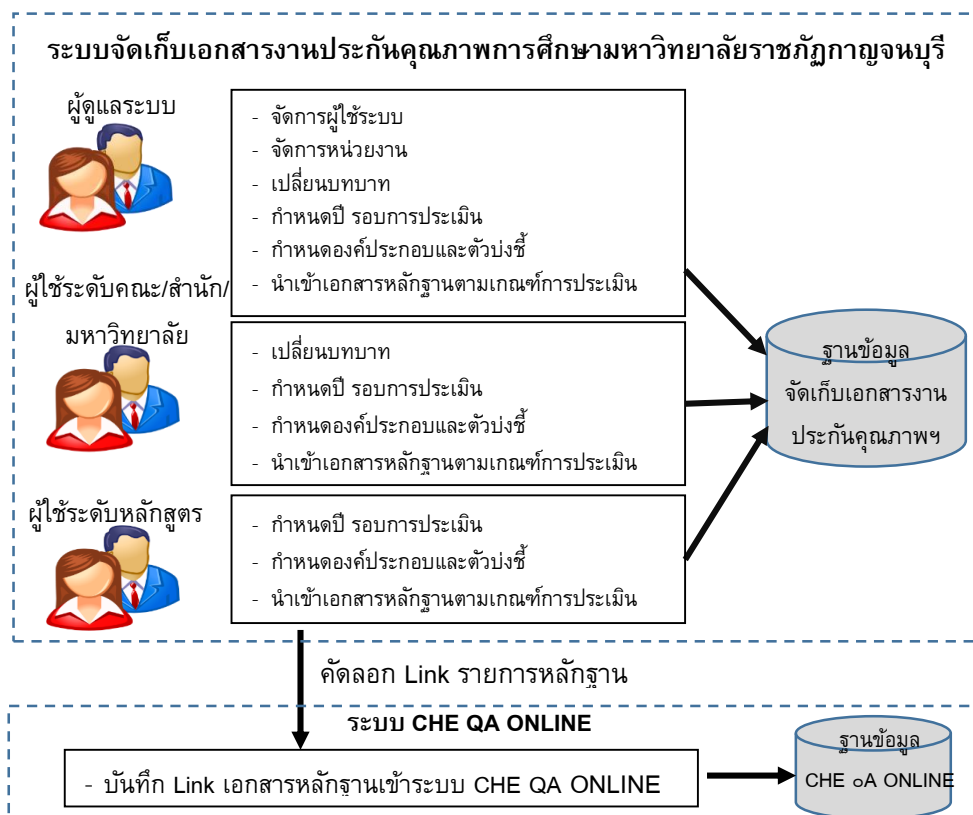 ระบบจัดเก็บเอกสารงานประกันคุณภาพการศึกษามหาวิทยาลัยราชภัฏกาญจนบุรี
ผู้ดูแลระบบ
- จัดการผู้ใช้ระบบ
- จัดการหน่วยงาน
- เปลี่ยนบทบาท
- กำหนดปี รอบการประเมิน
- กำหนดองค์ประกอบและตัวบ่งชี้
- นำเข้าเอกสารหลักฐานตามเกณฑ์การประเมิน
ผู้ใช้ระดับคณะ/สำนัก/
มหาวิทยาลัย
- เปลี่ยนบทบาท
- กำหนดปี รอบการประเมิน
- กำหนดองค์ประกอบและตัวบ่งชี้
- นำเข้าเอกสารหลักฐานตามเกณฑ์การประเมิน
ผู้ใช้ระดับหลักสูตร
- กำหนดปี รอบการประเมิน
- กำหนดองค์ประกอบและตัวบ่งชี้
- นำเข้าเอกสารหลักฐานตามเกณฑ์การประเมิน
ฐานข้อมูล
จัดเก็บเอกสารงาน
ประกันคุณภาพฯ
คัดลอก Link รายการหลักฐาน
ระบบ CHE QA ONLINE
- บันทึก Link เอกสารหลักฐานเข้าระบบ CHE QA ONLINE
ฐานข้อมูล
CHE oA ONLINE